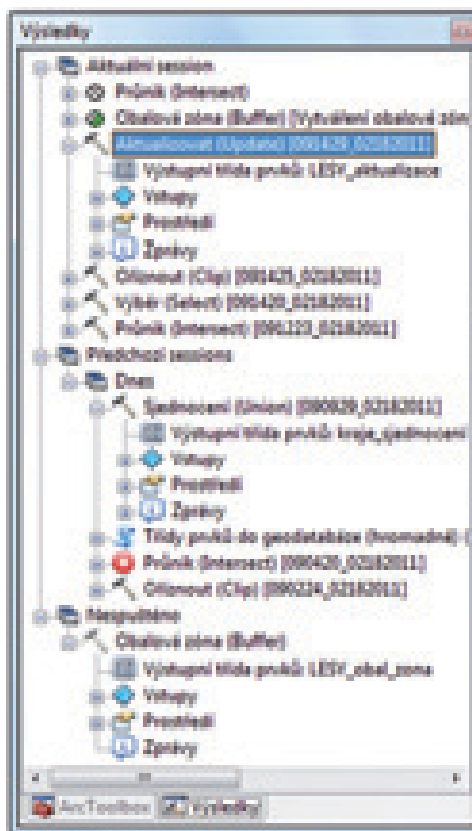 Výsledky
Aktuální session
Průnik (Intersect)
Obalová zóna (Buffer) [Vytváření obalové zón
Aktualizovat (Update) [091429_02182011]
Výstupní třída prvků: LESY_aktualizace
Vstupy
Prostředí
Zprávy
Oříznout (Clip) [091425_02182011]
Výběr (Select) [091420_02182011]
Průnik (Intersect) [091223_02182011]
Předchozí sessions
Dnes
Sjednocení (Union) [090929_02182011]
Výstupní třída prvků: kraje_sjednocení
Vstupy
Prostředí
Zprávy
Třídy prvků do geodatabáze (hromadně) (
Průnik (Intersect) [090420_02182011]
Oříznout (Clip) [090224_02182011]
Nespuštěno
Obalová zóna (Buffer)
Výstupní třída prvků: LESY_obal_zona
Vstupy
Prostředí
Zprávy
ArcToolbox Výsledky